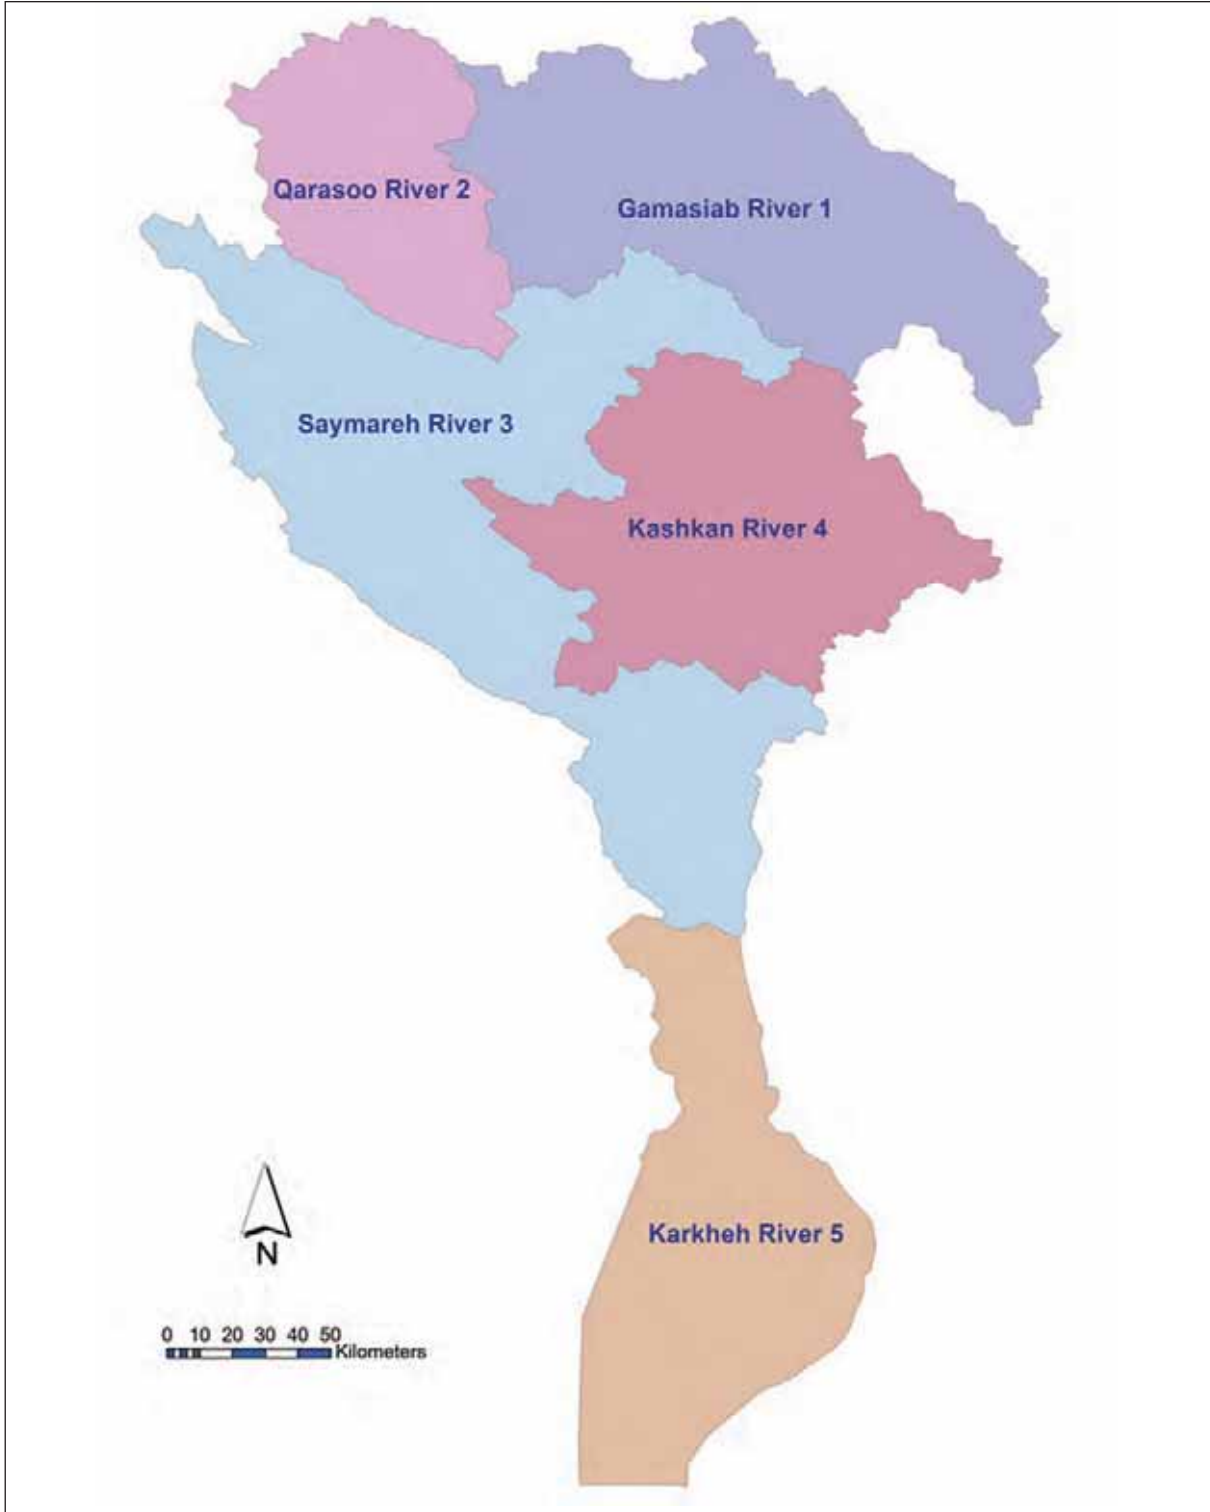 Qarasoo River 2
Gamasiab River 1
Saymareh River 3
Kashkan River 4
Karkheh River 5
N
0 10 20 30 40 50
Kilometers